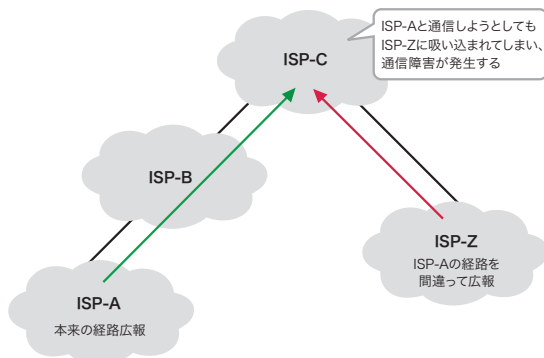 ISP-Aと通信しようとしても
ISP-Zに吸い込まれてしまい、
通信障害が発生する
ISP-C
ISP-B
ISP-Z
ISP-Aの経路を
間違って広報
ISP-A
本来の経路広報